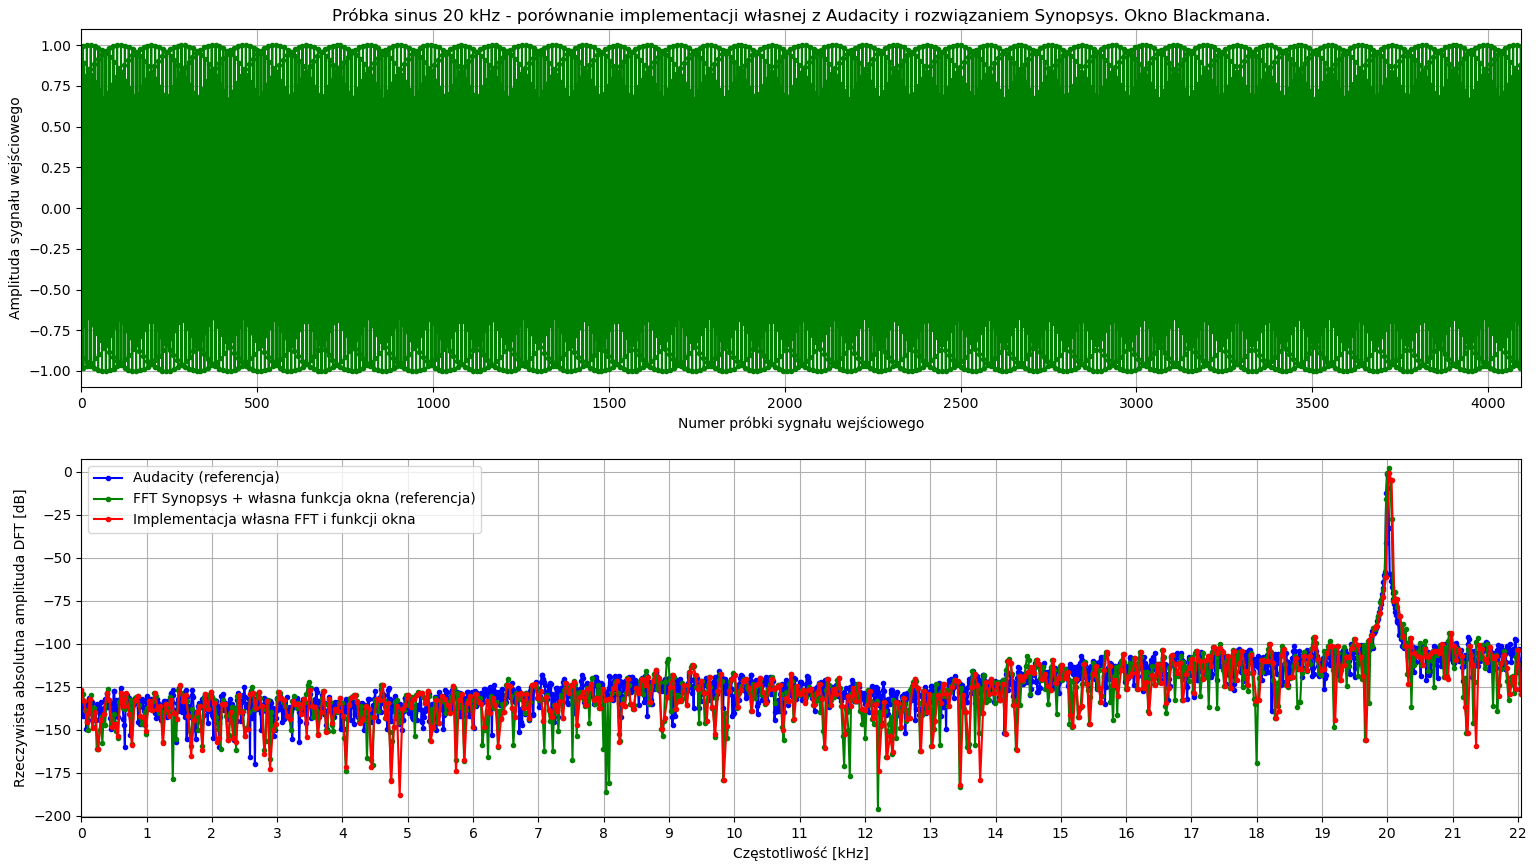 Próbka sinus 20 kHz - porównanie implementacji własnej z Audacity i rozwiązaniem Synopsys. Okno Blackmana.
Amplituda sygnału wejściowego
1.00
0.75
0.50
0.25
0.00
−0.25
−0.50
−0.75
−1.00
0 500 1000 1500 2000 2500 3000 3500 4000
Numer próbki sygnału wejściowego
Rzeczywista absolutna amplituda DFT [dB]
0
−25
−50
−75
−100
−125
−150
−175
−200
Audacity (referencja)
FFT Synopsys + własna funkcja okna (referencja)
Implementacja własna FFT i funkcji okna
0 1 2 3 4 5 6 7 8 9 10 11 12 13 14 15 16 17 18 19 20 21 22
Częstotliwość [kHz]